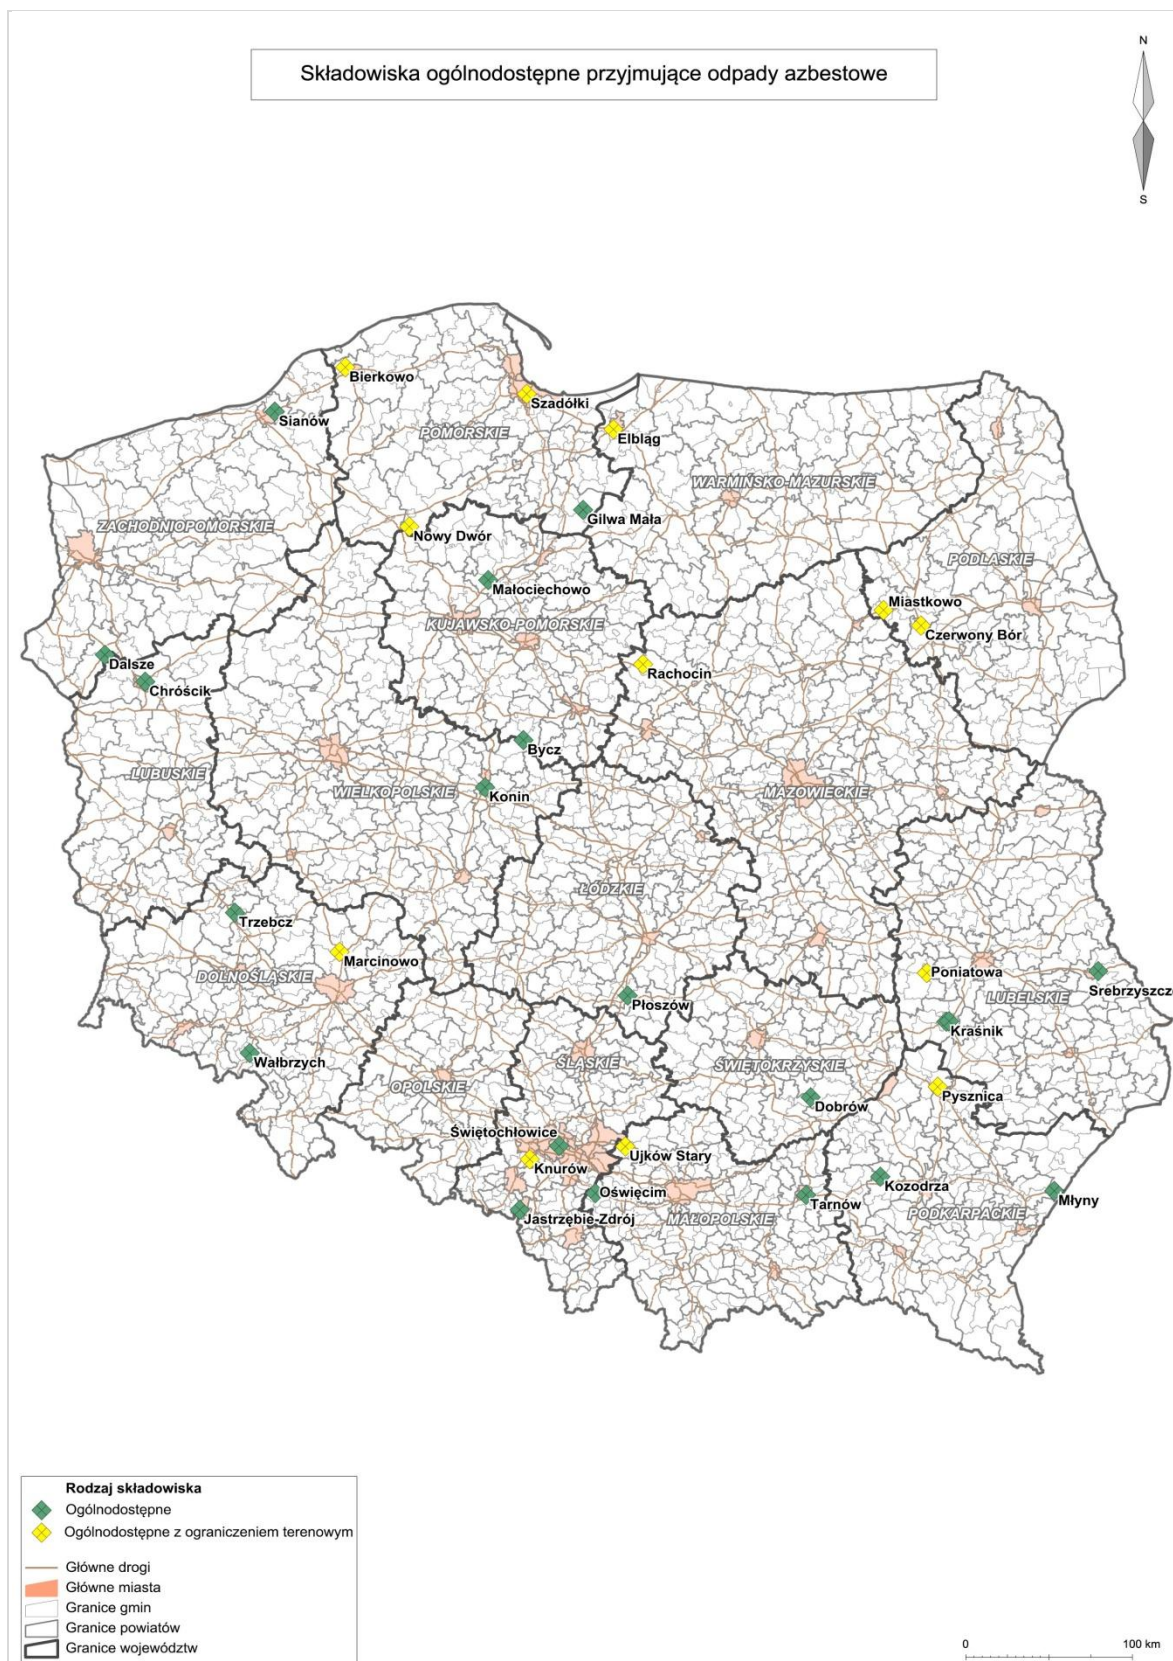 Składowiska ogólnodostępne przyjmujące odpady azbestowe
N
S
Bierkowo
Szadółki
Sianów
POMORSKIE
Elbląg
WARMIŃSKO-MAZURSKIE
Gilwa Mała
ZACHODNIOPOMORSKIE
Nowy Dwór
PODLASKIE
Małociechowo
Miastkowo
KUJAWSKO-POMORSKIE
Czerwony Bór
Dalsze
Rachocin
Chróścik
Bycz
LUBUSKIE
WIELKOPOLSKIE
Konin
MAZOWIECKIE
ŁÓDZKIE
Trzebcz
Marcinowo
DOLNOŚLĄSKIE
Poniatowa
Srebrzyszcze
LUBELSKIE
Płoszów
Kraśnik
Wałbrzych
ŚLĄSKIE
ŚWIĘTOKRZYSKIE
OPOLSKIE
Pysznica
Dobrów
Świętochłowice
Ujków Stary
Knurów
Kozodrza
Oświęcim
Tarnów
Młyny
Jastrzębie-Zdrój
MAŁOPOLSKIE
PODKARPACKIE
Rodzaj składowiska
Ogólnodostępne
Ogólnodostępne z ograniczeniem terenowym
Główne drogi
Główne miasta
Granice gmin
Granice powiatów
Granice województw
0 100 km